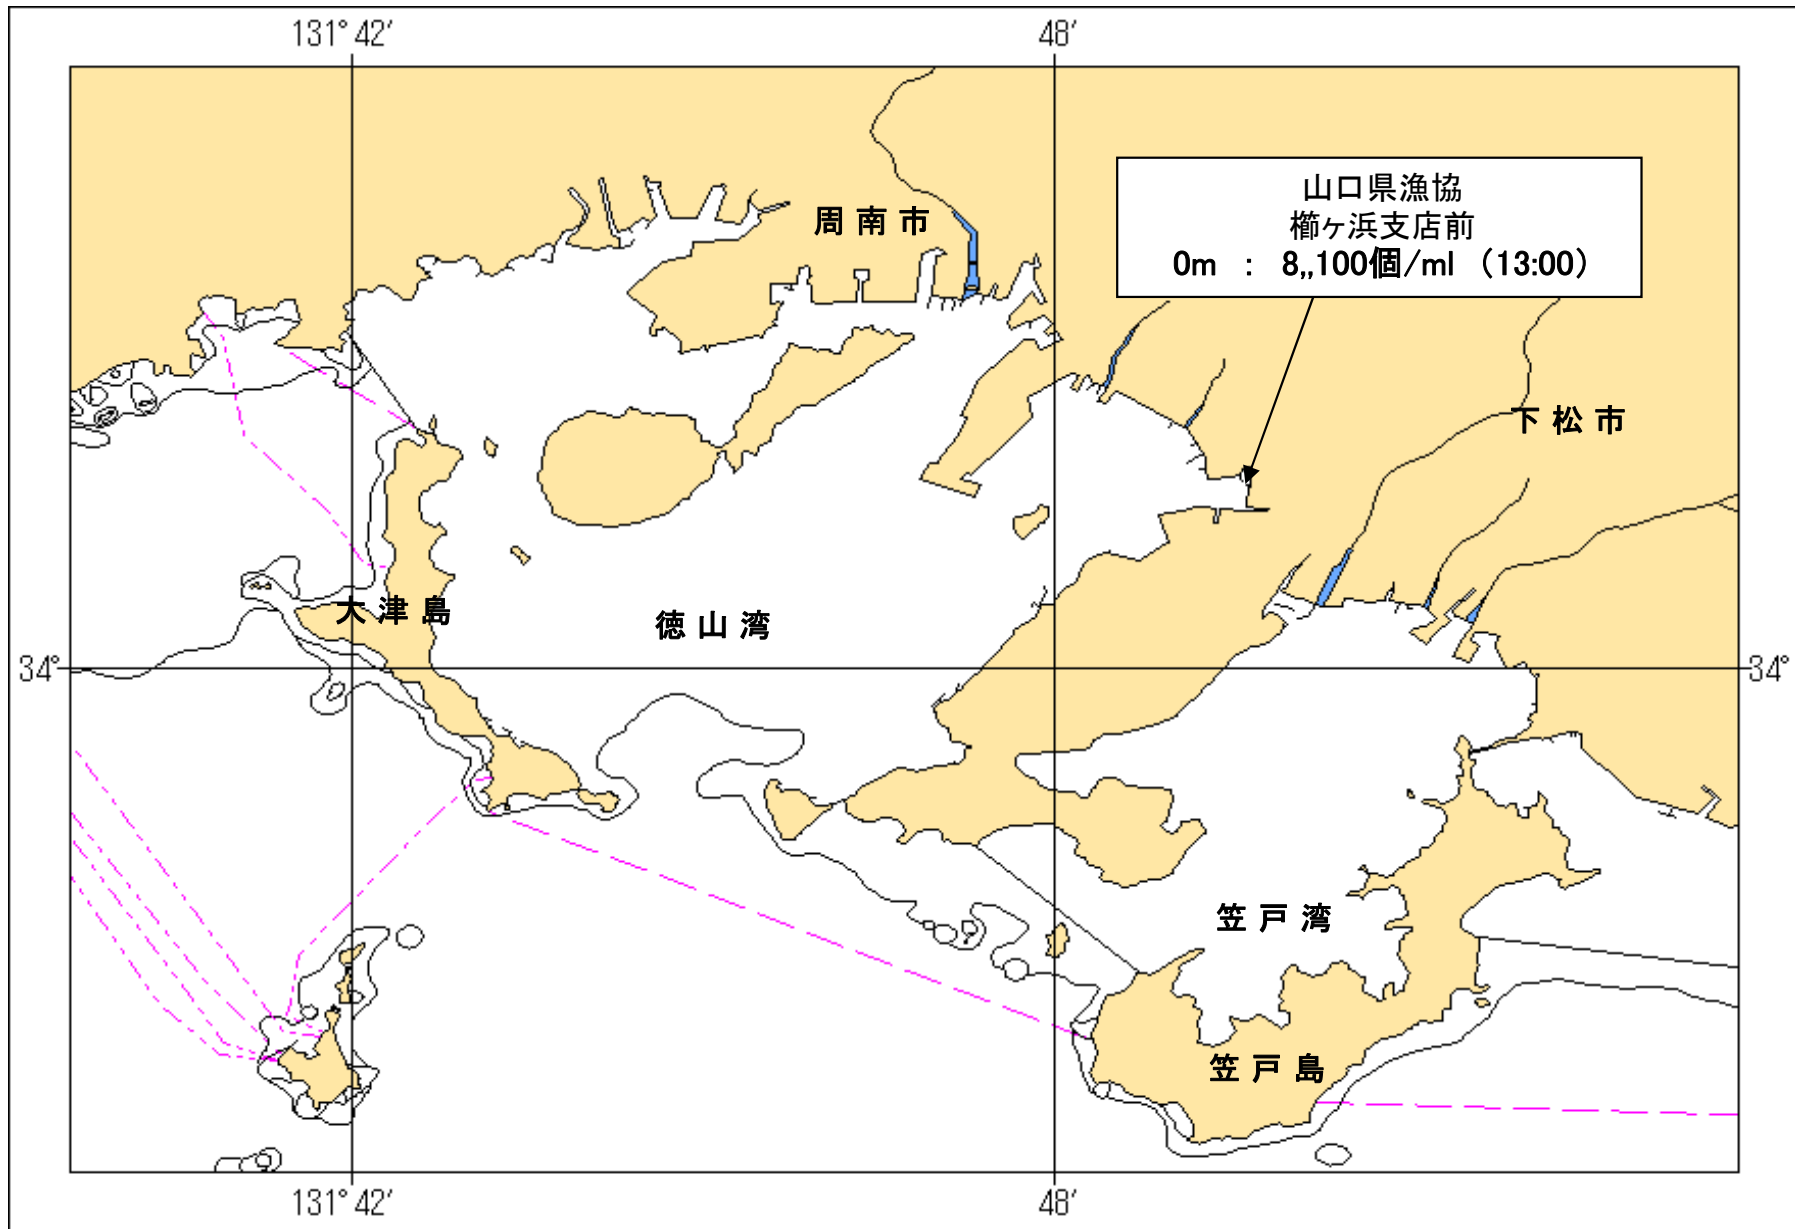 131° 42′
48′
山口県漁協
櫛ヶ浜支店前
0m ： 8,,100個/ml （13:00）
周 南 市
下 松 市
大 津 島
徳 山 湾
34°
34°
笠 戸 湾
笠 戸 島
131° 42′
48′